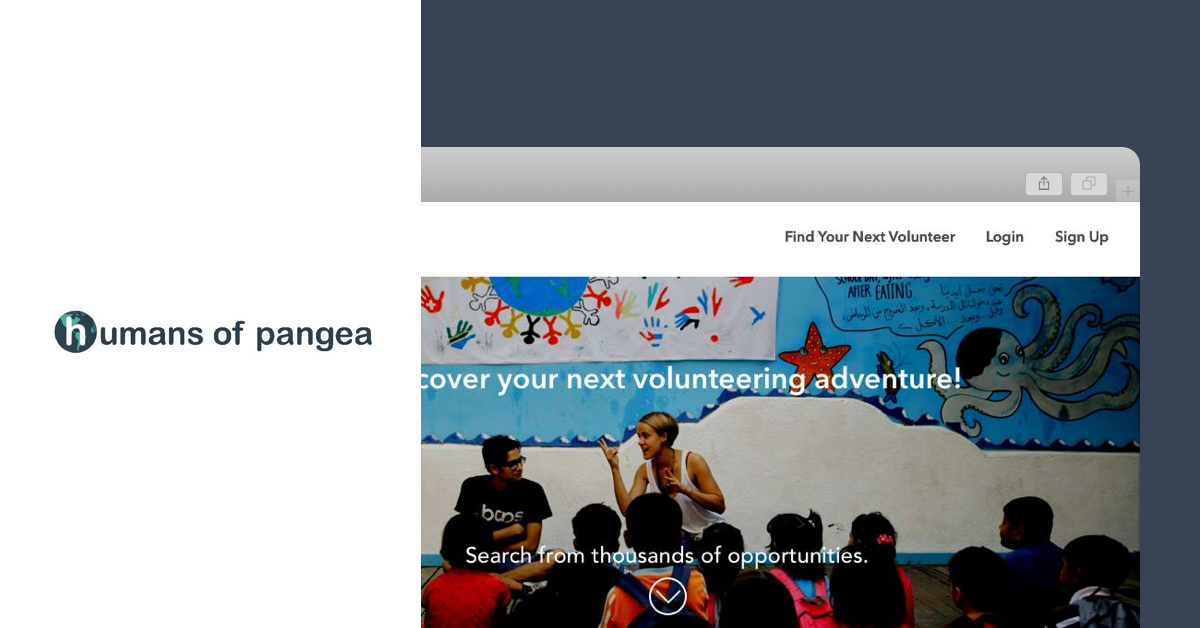 humans of pangea
Find Your Next Volunteer Login Sign Up
AFTER EATING
cover your next volunteering adventure!
Search from thousands of opportunities.